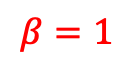 β = 1